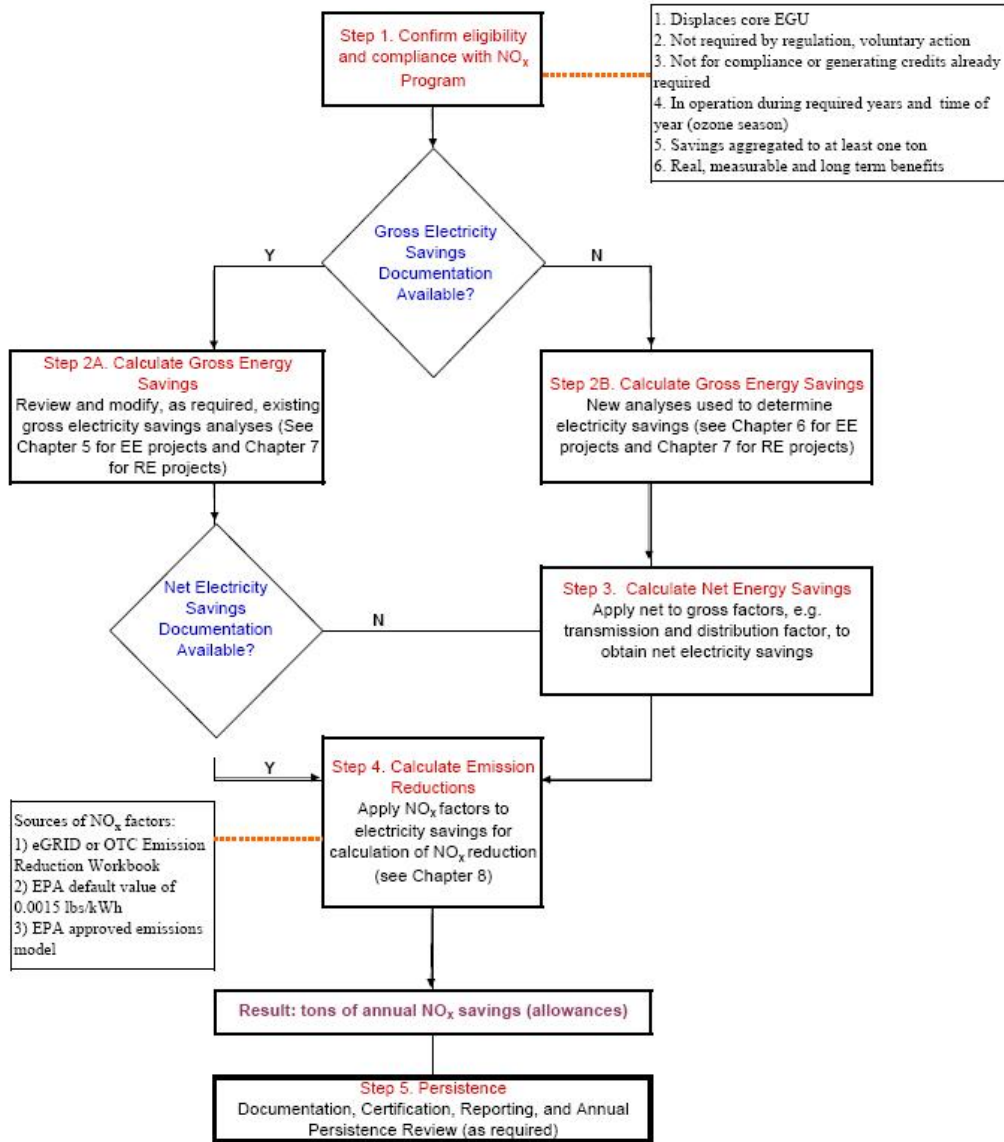 Step 1. Confirm eligibility
and compliance with NOx
Program
1. Displaces core EGU
2. Not required by regulation, voluntary action
3. Not for compliance or generating credits already
required
4. In operation during required years and time of
year (ozone season)
5. Savings aggregated to at least one ton
6. Real, measurable and long term benefits
Gross Electricity
Savings
Documentation
Available?
Y
N
Step 2A. Calculate Gross Energy
Savings
Review and modify, as required, existing
gross electricity savings analyses (See
Chapter 5 for EE projects and Chapter 7
for RE projects)
Step 2B. Calculate Gross Energy Savings
New analyses used to determine
electricity savings (see Chapter 6 for EE
projects and Chapter 7 for RE projects)
Net Electricity
Savings
Documentation
Available?
N
Step 3. Calculate Net Energy Savings
Apply net to gross factors, e.g.
transmission and distribution factor, to
obtain net electricity savings
Y
Step 4. Calculate Emission
Reductions
Apply NOx factors to
electricity savings for
calculation of NOx reduction
(see Chapter 8)
Sources of NOx factors:
1) eGRID or OTC Emission
Reduction Workbook
2) EPA default value of
0.0015 lbs/kWh
3) EPA approved emissions
model
Result: tons of annual NOx savings (allowances)
Step 5. Persistence
Documentation, Certification, Reporting, and Annual
Persistence Review (as required)